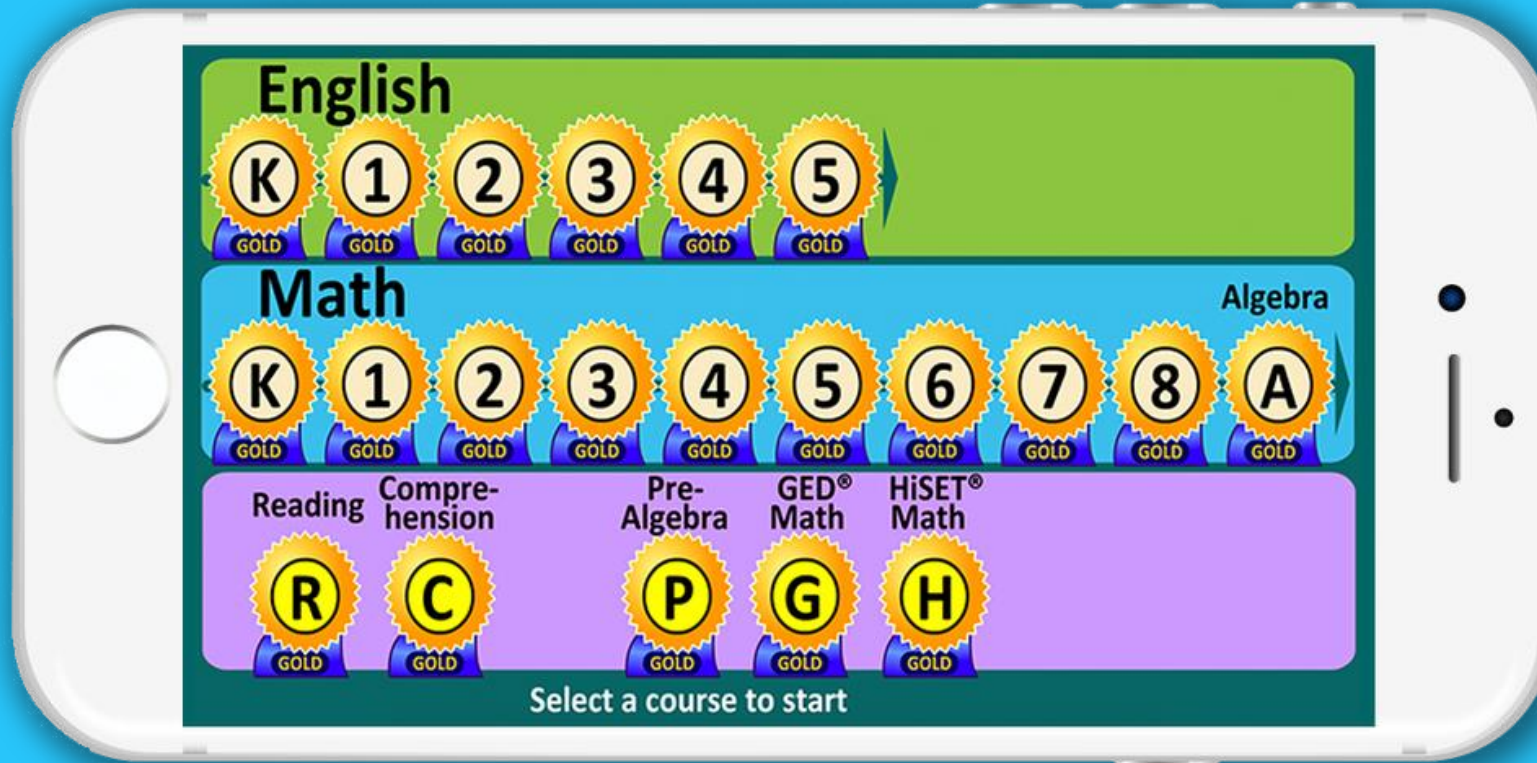 English
K 1 2 3 4 5
GOLD GOLD GOLD GOLD GOLD GOLD
Math
Algebra
K 1 2 3 4 5 6 7 8 A
GOLD GOLD GOLD GOLD GOLD GOLD GOLD GOLD GOLD GOLD
Reading
Compre-
hension
Pre-
Algebra
GED®
Math
HiSET®
Math
R C P G H
GOLD GOLD GOLD GOLD GOLD
Select a course to start